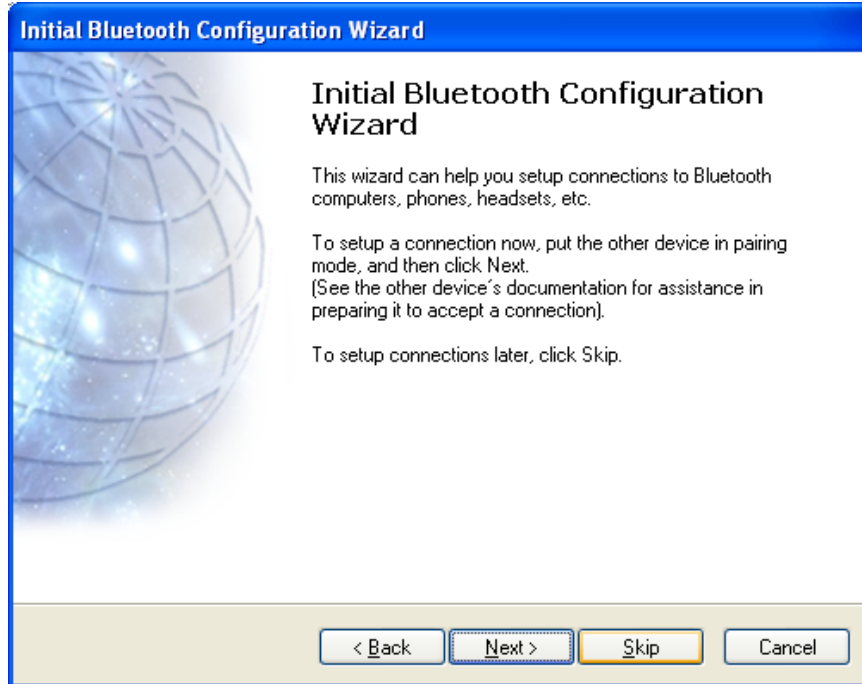 Initial Bluetooth Configuration Wizard
Initial Bluetooth Configuration
Wizard
This wizard can help you setup connections to Bluetooth
computers, phones, headsets, etc.
To setup a connection now, put the other device in pairing
mode, and then click Next.
(See the other device´s documentation for assistance in
preparing it to accept a connection).
To setup connections later, click Skip.
< Back Next > Skip Cancel